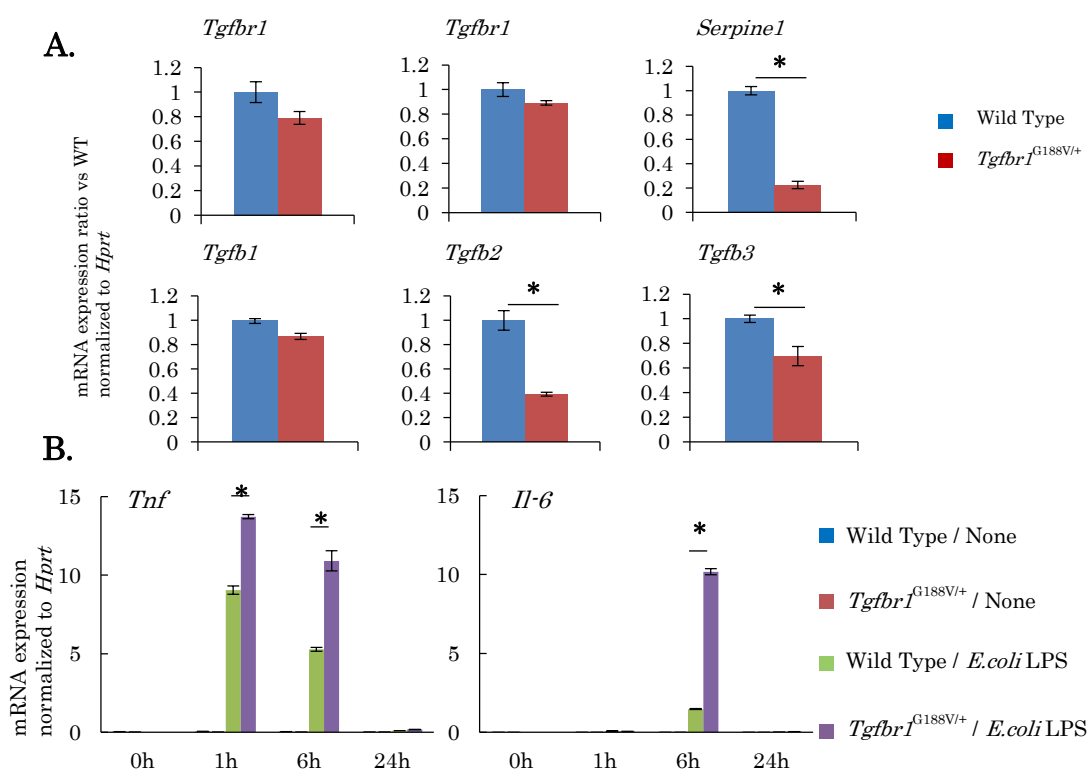 A.
Tgfbr1
Tgfbr1
Serpine1
1.2
1
0.8
0.6
0.4
0.2
0
1.2
1
0.8
0.6
0.4
0.2
0
*
1.2
1
0.8
0.6
0.4
0.2
0
Wild Type
Tgfbr1G188V/+
mRNA expression ratio vs WT
normalized to Hprt
Tgfb1
Tgfb2
Tgfb3
1.2
1
0.8
0.6
0.4
0.2
0
*
1.2
1
0.8
0.6
0.4
0.2
0
*
1.2
1
0.8
0.6
0.4
0.2
0
B.
mRNA expression
normalized to Hprt
Tnf
15
10
5
0
*
*
0h 1h 6h 24h
Il-6
15
10
5
0
*
0h 1h 6h 24h
Wild Type / None
Tgfbr1G188V/+ / None
Wild Type / E.coli LPS
Tgfbr1G188V/+ / E.coli LPS